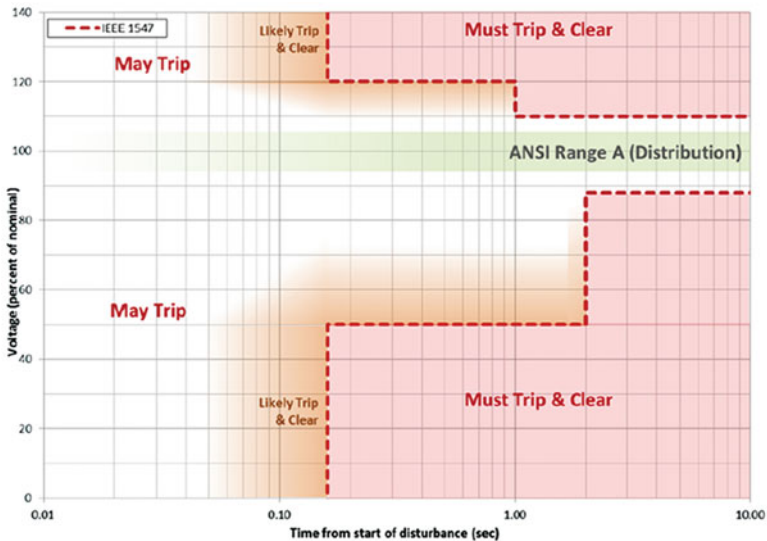 140
120
100
80
60
40
20
0
Voltage (percent of nominal)
IEEE 1547
Likely Trip
& Clear
Must Trip & Clear
May Trip
ANSI Range A (Distribution)
May Trip
Likely Trip
& Clear
Must Trip & Clear
0.01
0.10
1.00
10.00
Time from start of disturbance (sec)